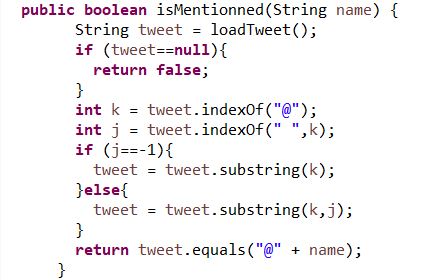 public boolean isMentionned(String name) {
String tweet = loadTweet();
if (tweet==null){
return false;
}
int k = tweet.indexOf("@");
int j = tweet.indexOf(" ",k);
if (j==-1){
tweet = tweet.substring(k);
}else{
tweet = tweet.substring(k,j);
}
return tweet.equals("@" + name);
}